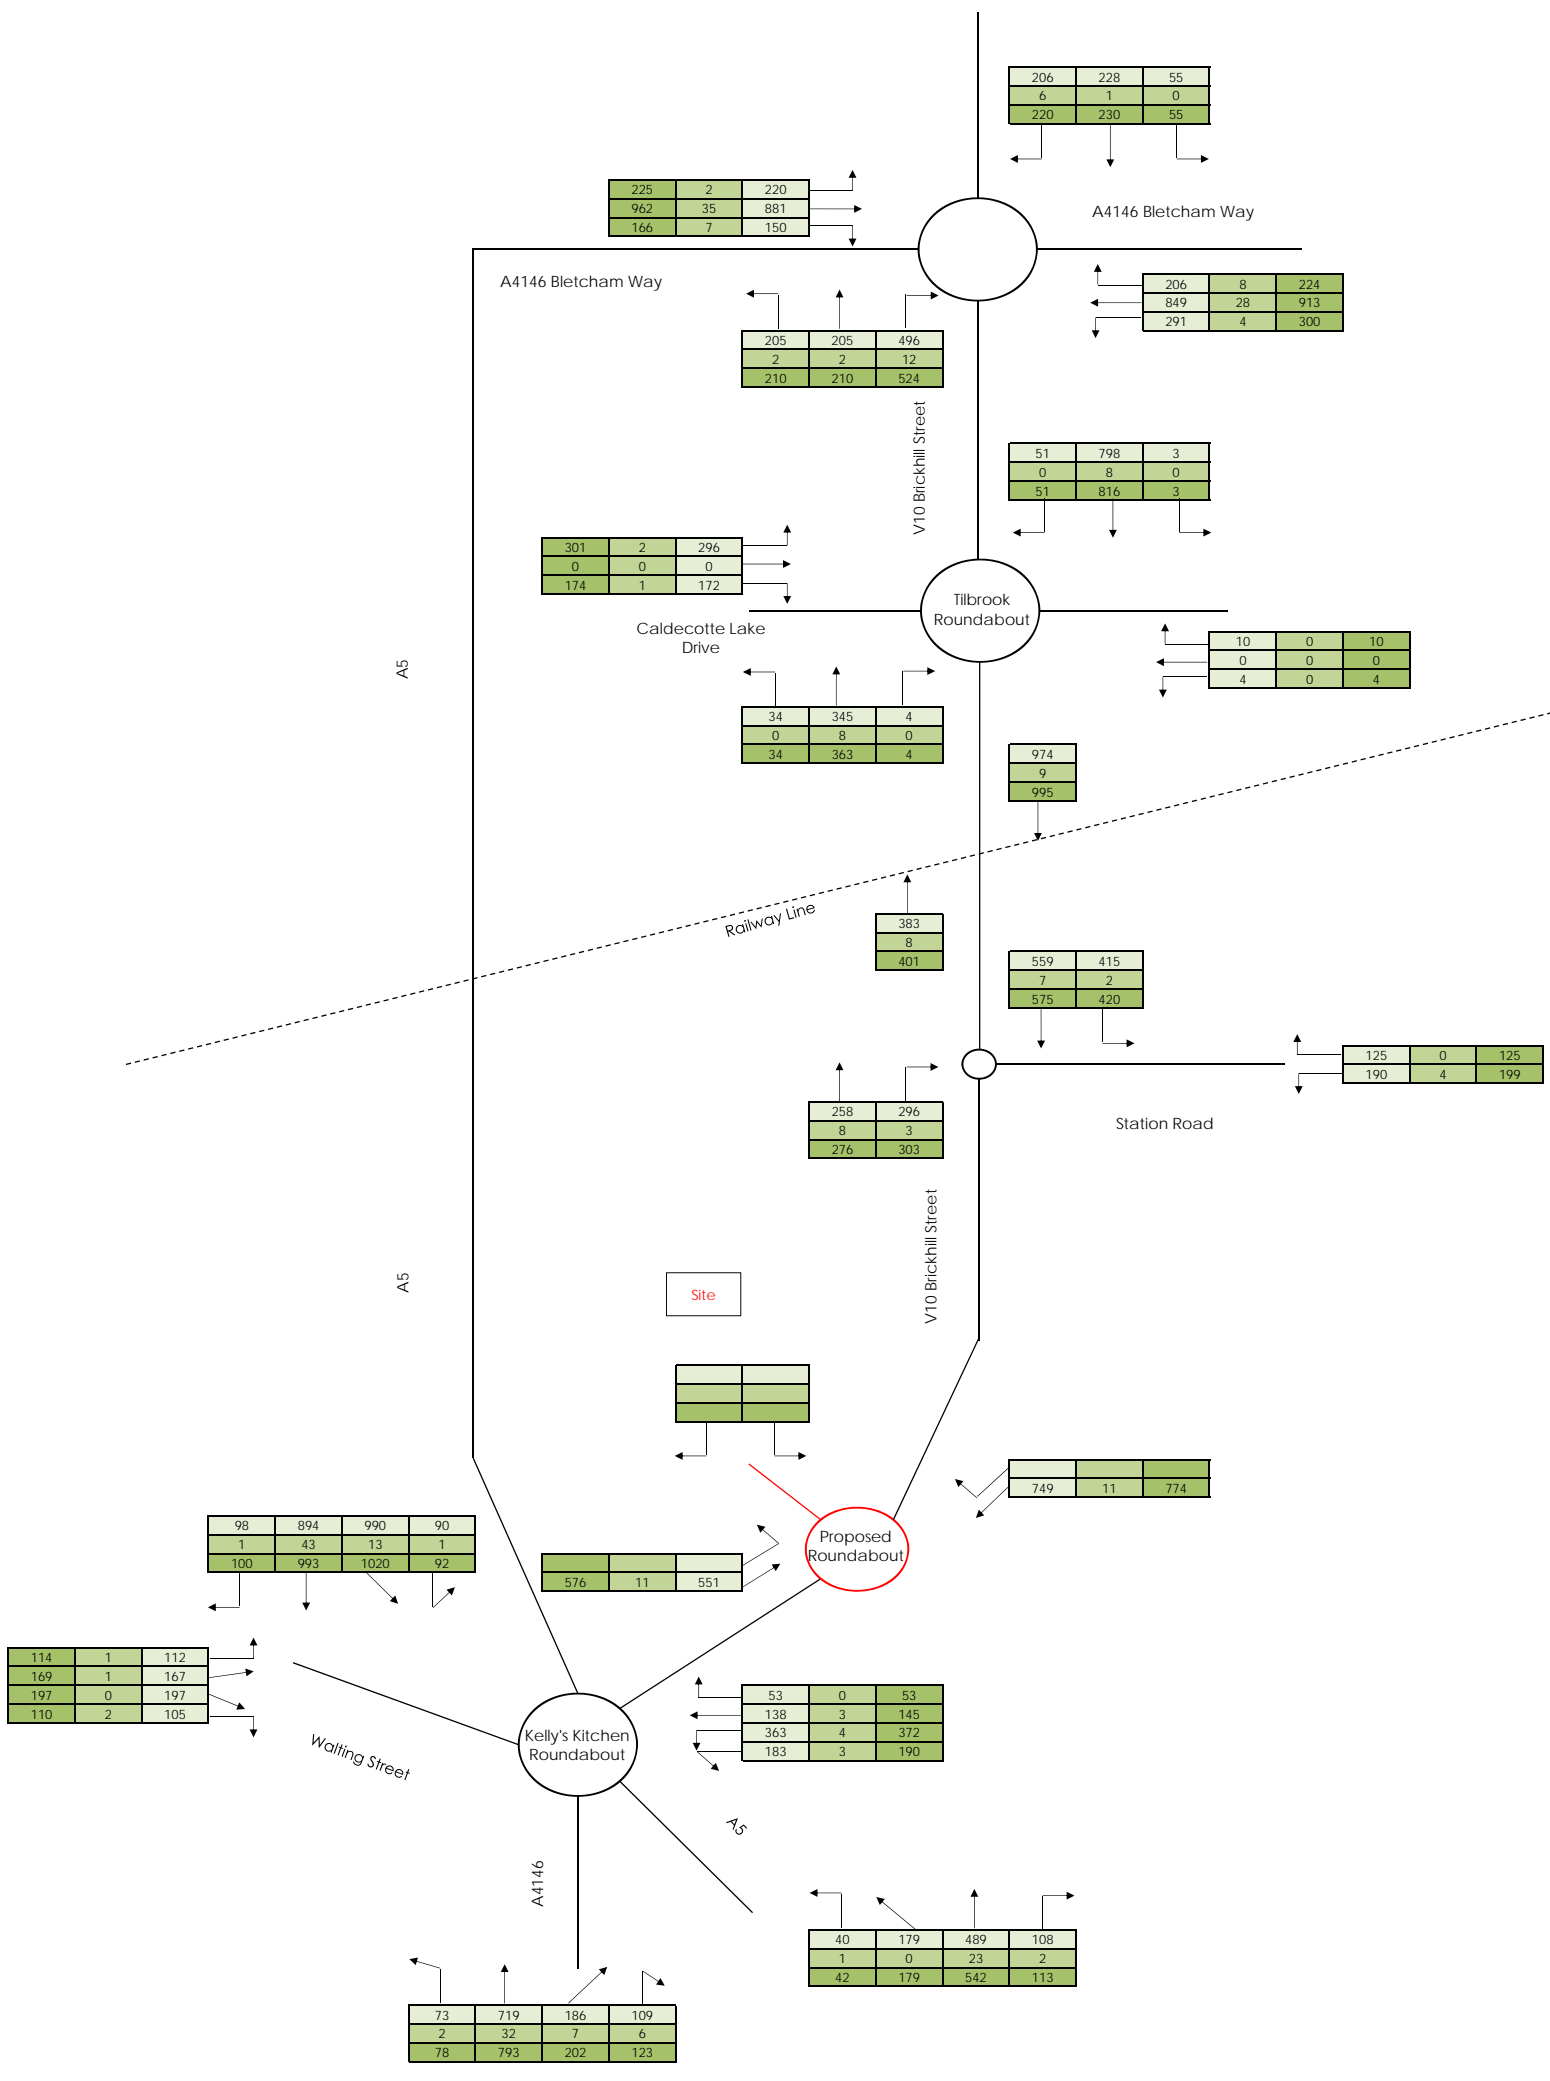 206 228 55
6 1 0
220 230 55
225 2 220
962 35 881
166 7 150
A4146 Bletcham Way
A4146 Bletcham Way
206 8 224
849 28 913
291 4 300
205 205 496
2 2 12
210 210 524
V10 Brickhill Street
51 798 3
0 8 0
51 816 3
301 2 296
0 0 0
174 1 172
Tilbrook
Roundabout
Caldecotte Lake
Drive
A5
10 0 10
0 0 0
4 0 4
34 345 4
0 8 0
34 363 4
974
9
995
Railway Line
383
8
401
559 415
7 2
575 420
125 0 125
190 4 199
258 296
8 3
276 303
Station Road
V10 Brickhill Street
A5
Site
749 11 774
98 894 990 90
1 43 13 1
100 993 1020 92
Proposed
Roundabout
576 11 551
114 1 112
169 1 167
197 0 197
110 2 105
53 0 53
138 3 145
363 4 372
183 3 190
Kelly's Kitchen
Roundabout
Walting Street
A5
A4146
40 179 489 108
1 0 23 2
42 179 542 113
73 719 186 109
2 32 7 6
78 793 202 123